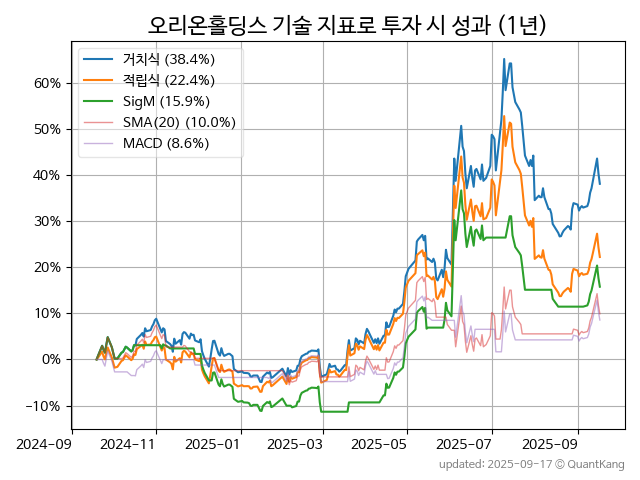 오리온홀딩스 기술 지표로 투자 시 성과 (1년)
거치식 (38.4%)
적립식 (22.4%)
SigM (15.9%)
SMA(20) (10.0%)
MACD (8.6%)
60%
50%
40%
30%
20%
10%
0%
−10%
2024-09 2024-11 2025-01 2025-03 2025-05 2025-07 2025-09
updated: 2025-09-17 © QuantKang